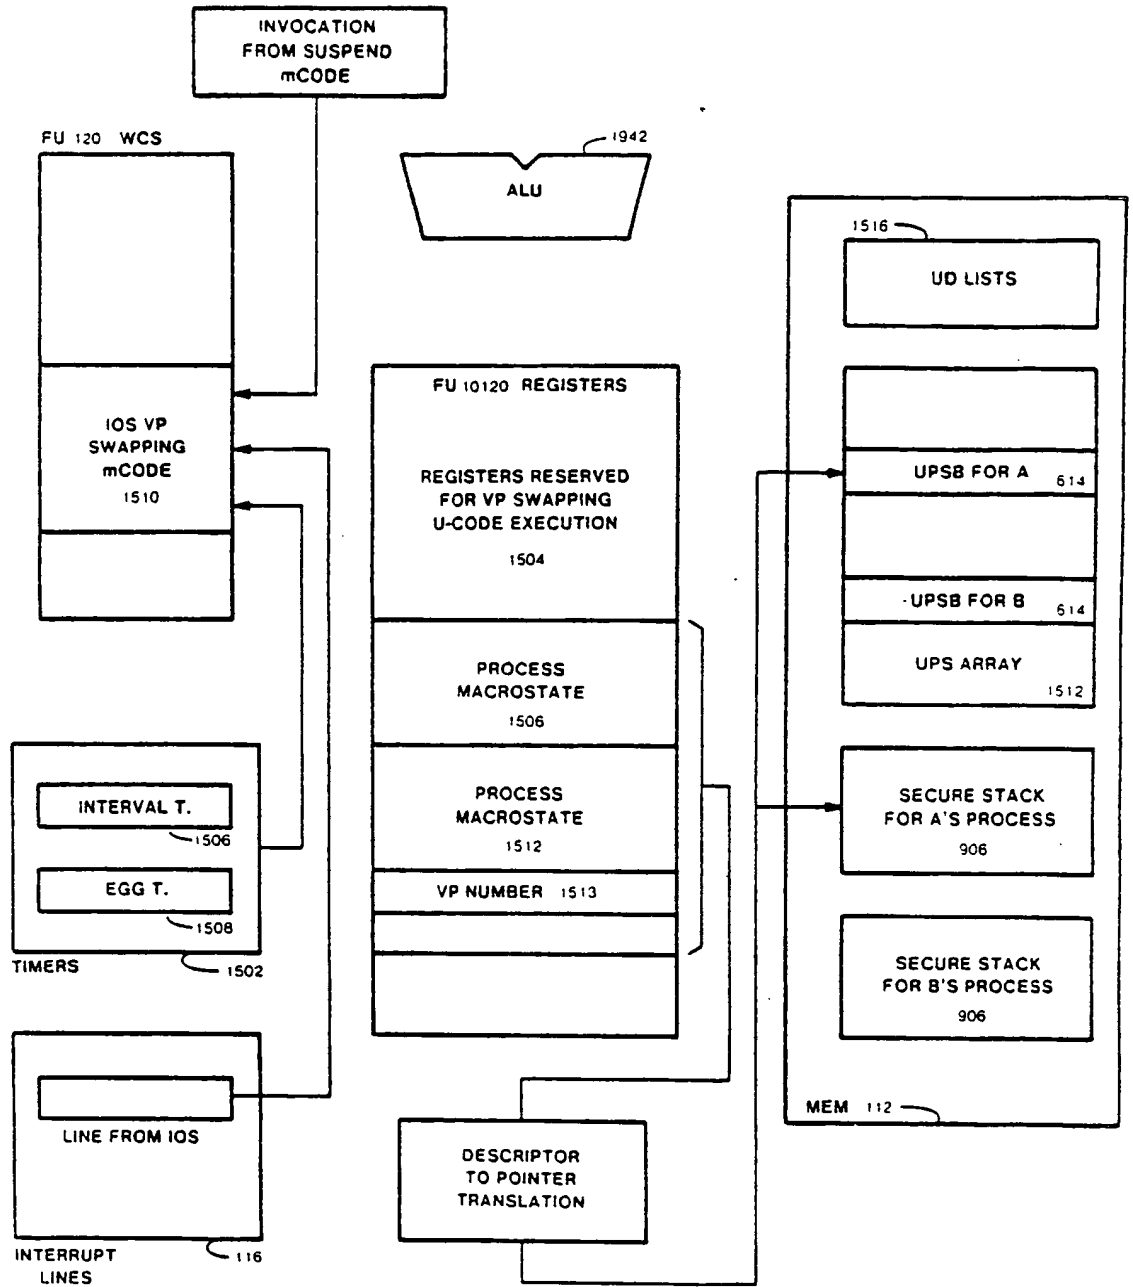 INVOCATION
FROM SUSPEND
mCODE
FU 120 WCS
1942
ALU
1516
UD LISTS
FU 10120 REGISTERS
IOS VP
SWAPPING
mCODE
1510
REGISTERS RESERVED
FOR VP SWAPPING
U-CODE EXECUTION
1504
UPSB FOR A
614
UPSB FOR B
614
UPS ARRAY
1512
PROCESS
MACROSTATE
1506
PROCESS
MACROSTATE
1512
VP NUMBER 1513
INTERVAL T.
1506
EGG T.
1508
TIMERS
1502
SECURE STACK
FOR A'S PROCESS
906
SECURE STACK
FOR B'S PROCESS
906
MEM 112
LINE FROM IOS
INTERRUPT
LINES
116
DESCRIPTOR
TO POINTER
TRANSLATION